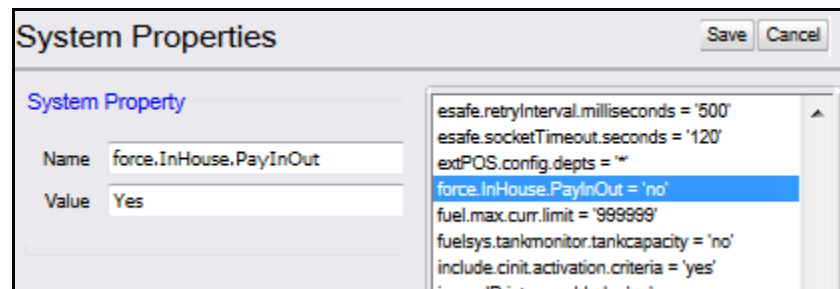 System Properties
Save Cancel
System Property
Name force.InHouse.PayInOut
Value Yes
esafe.retryInterval.milliseconds = '500'
esafe.socketTimeout.seconds = '120'
extPOS.config.depts = '*'
force.InHouse.PayInOut = 'no'
fuel.max.curr.limit = '999999'
fuelsys.tankmonitor.tankcapacity = 'no'
include.cinit.activation.criteria = 'yes'